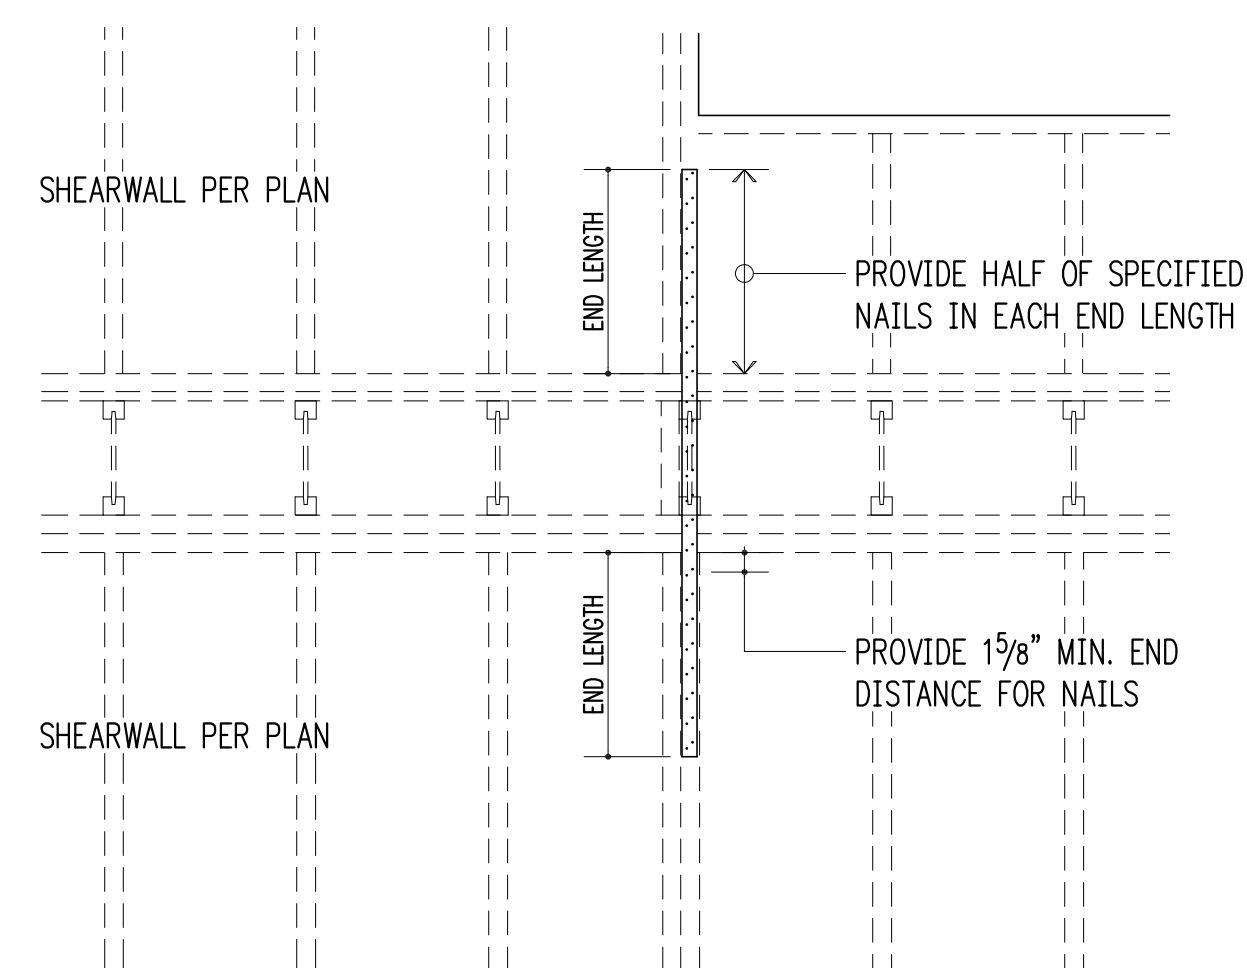 SHEARWALL PER PLAN
END LENGTH
PROVIDE HALF OF SPECIFIED
NAILS IN EACH END LENGTH
END LENGTH
PROVIDE 1⅝” MIN. END
DISTANCE FOR NAILS
SHEARWALL PER PLAN